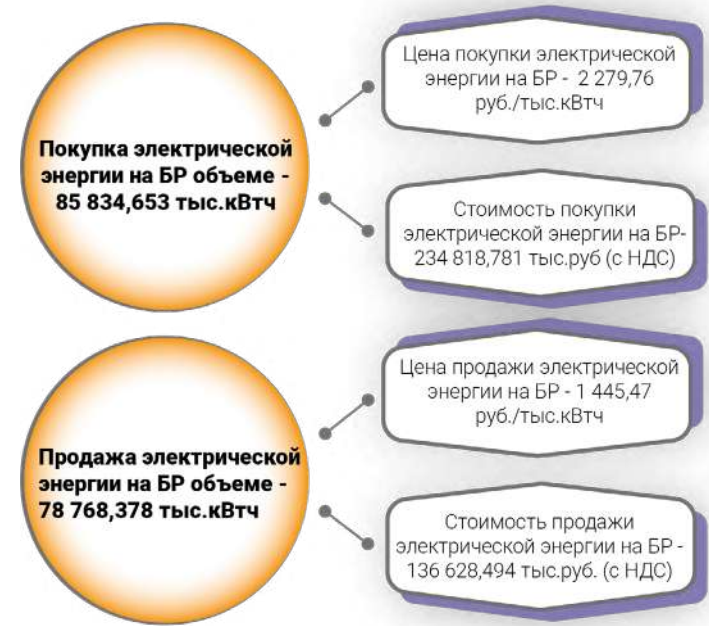 Покупка электрической
энергии на БР объеме -
85 834,653 тыс.кВтч
Цена покупки электрической
энергии на БР - 2 279,76
руб./тыс.кВтч
Стоимость покупки
электрической энергии на БР-
234 818,781 тыс.руб (с НДС)
Продажа электрической
энергии на БР объеме -
78 768,378 тыс.кВтч
Цена продажи электрической
энергии на БР - 1 445,47
руб./тыс.кВтч
Стоимость продажи
электрической энергии на БР -
136 628,494 тыс.руб. (с НДС)